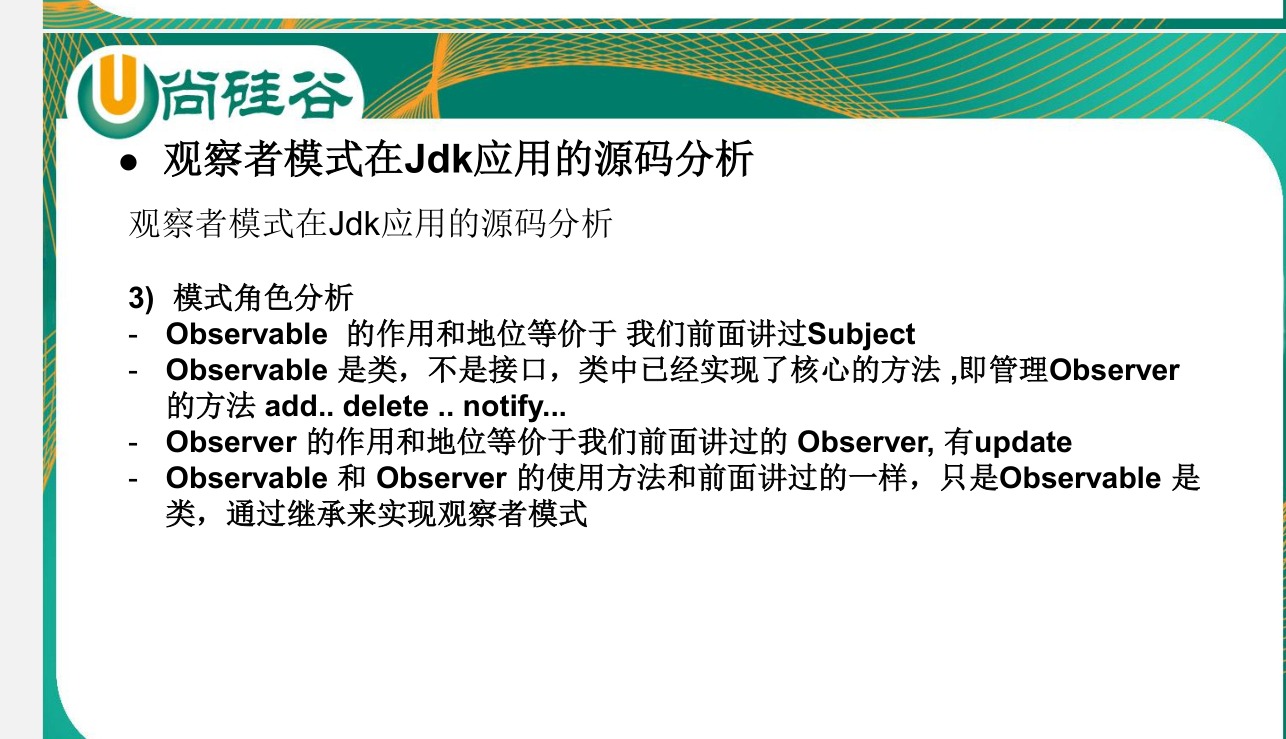 尚硅谷
● 观察者模式在Jdk应用的源码分析
观察者模式在Jdk应用的源码分析
3) 模式角色分析
- Observable 的作用和地位等价于 我们前面讲过Subject
- Observable 是类，不是接口，类中已经实现了核心的方法 ,即管理Observer
的方法 add.. delete .. notify...
- Observer 的作用和地位等价于我们前面讲过的 Observer, 有update
- Observable 和 Observer 的使用方法和前面讲过的一样，只是Observable 是
类，通过继承来实现观察者模式